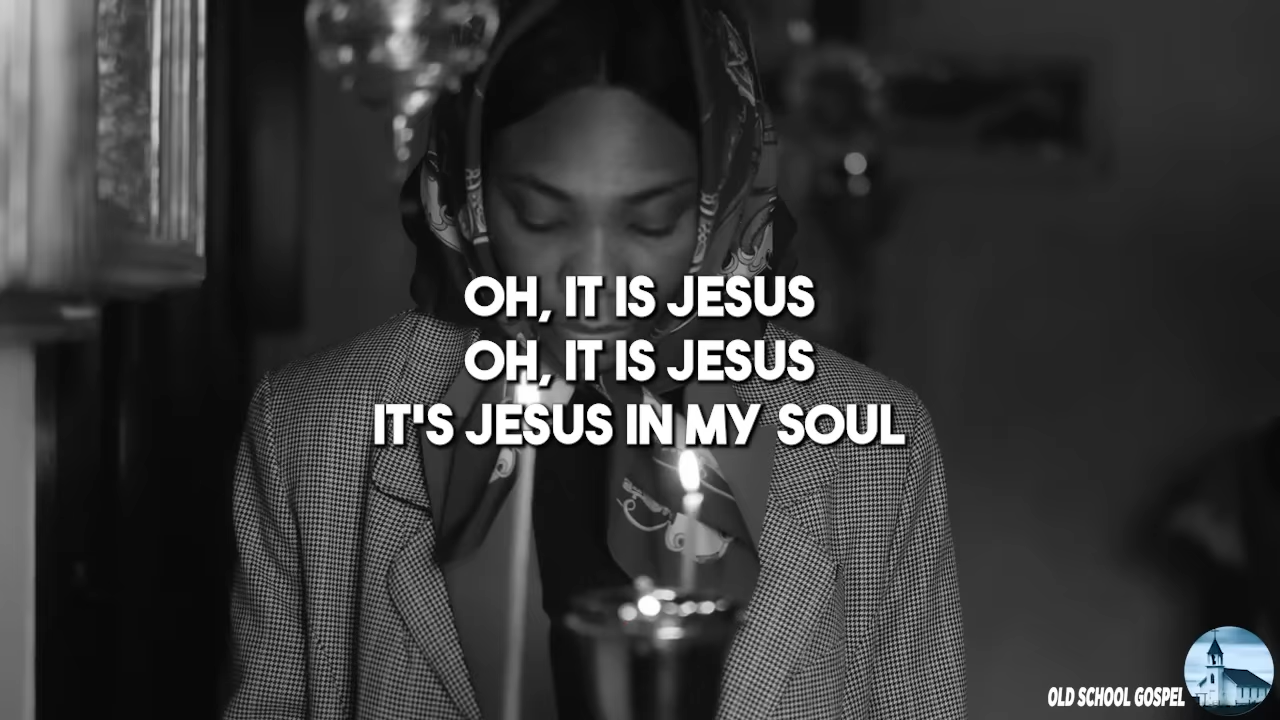 OH, IT IS JESUS
OH, IT IS JESUS
IT'S JESUS IN MY SOUL
OLD SCHOOL GOSPEL